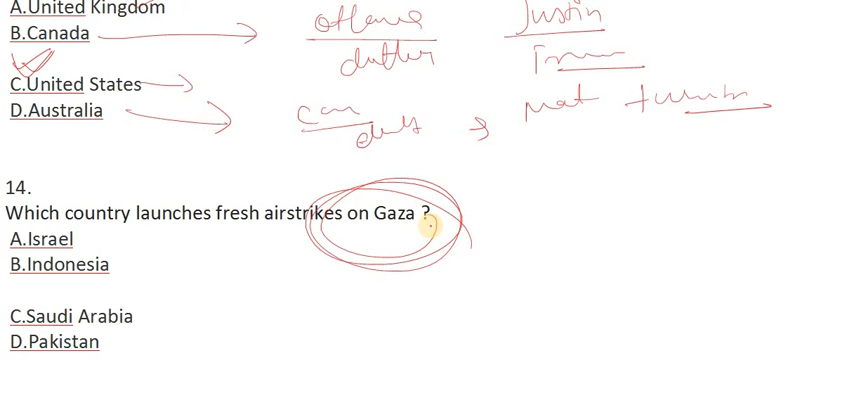 A.United Kingdom
B.Canada
Justin
C.United States
D.Australia
14.
Which country launches fresh airstrikes on Gaza ?
A.Israel
B.Indonesia
C.Saudi Arabia
D.Pakistan